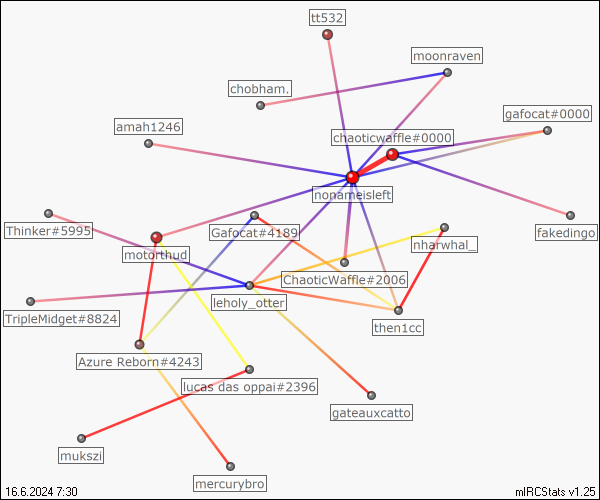 tt532
moonraven
chobham.
gafocat#0000
amah1246
chaoticwaffle#0000
nonameisleft
Thinker#5995
Gafocat#4189
fakedingo
motorthud
nharwhal_
ChaoticWaffle#2006
leholy_otter
TripleMidget#8824
then1cc
Azure Reborn#4243
lucas das oppai#2396
gateauxcatto
mukszi
mercurybro
16.6.2024 7:30
mIRCStats v1.25